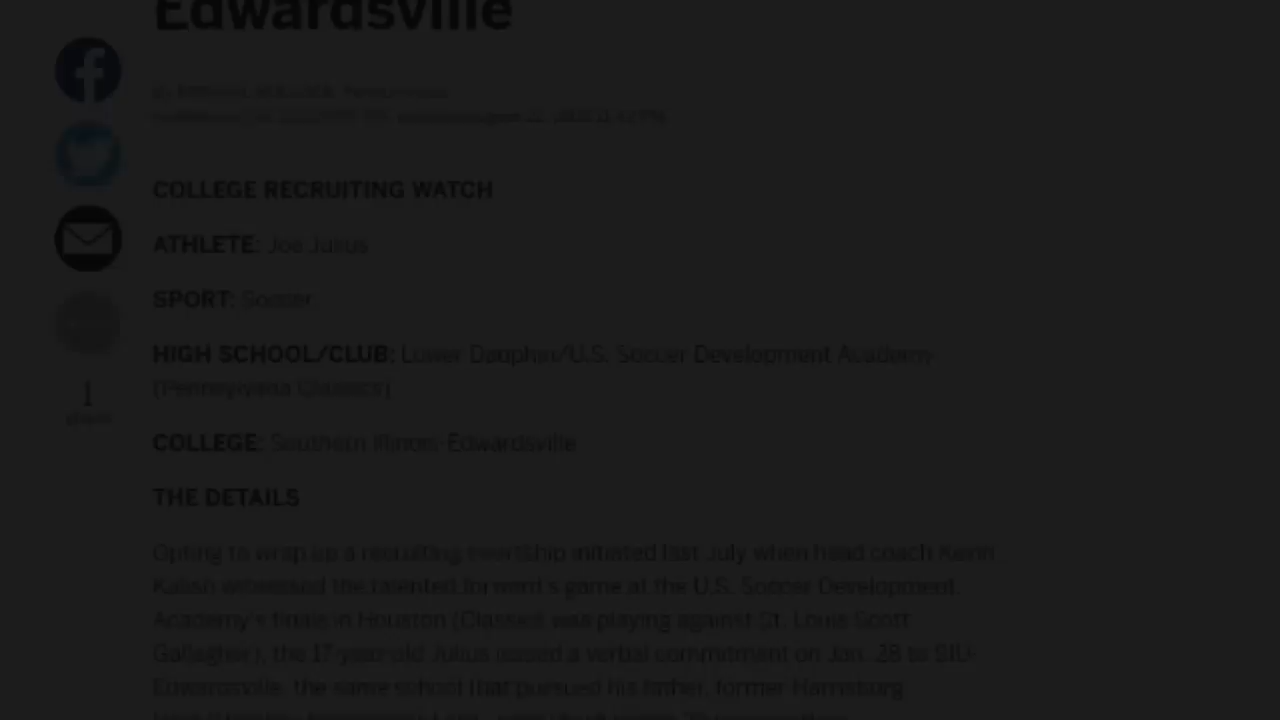 Edwardsville
COLLEGE RECRUITING WATCH
ATHLETE: Joe Julius
SPORT: Soccer
HIGH SCHOOL/CLUB: Lower Dauphin/U.S. Soccer Development Academy
(Pennsylvania Classics)
1
share
COLLEGE: Southern Illinois-Edwardsville
THE DETAILS
Opting to wrap up a recruiting courtship initiated last July when head coach
witnessed the talented forward's game at the U.S. Soccer Development
Academy's finals in Houston (Classics was playing against St. Louis Scott
Gallagher), the 17-year-old Julius issued a verbal commitment on Jan. 28 to SIU-
Edwardsville, the same school that pursued his father, former Harrisburg